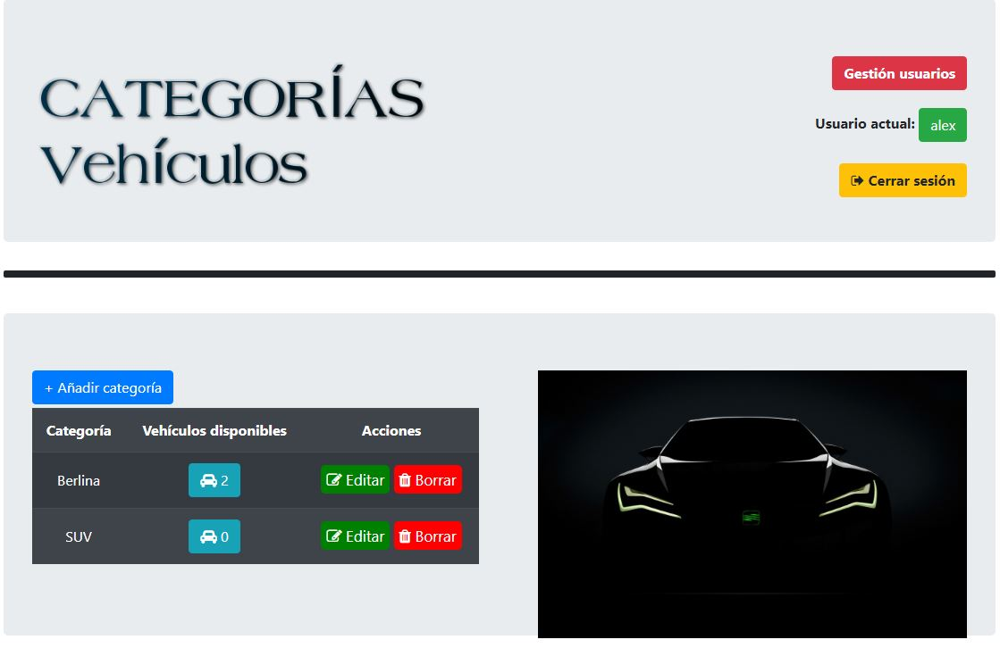 CATEGORÍAS
Vehículos
Gestión usuarios
Usuario actual: alex
Cerrar sesión
+ Añadir categoría
Categoría Vehículos disponibles Acciones
Berlina 2 Editar Borrar
SUV 0 Editar Borrar